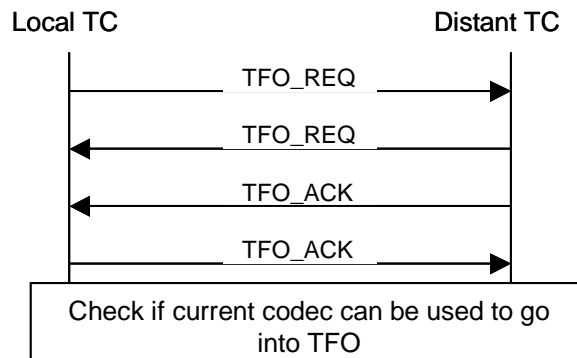 Local TC
Distant TC
TFO_REQ
TFO_REQ
TFO_ACK
TFO_ACK
Check if current codec can be used to go
into TFO